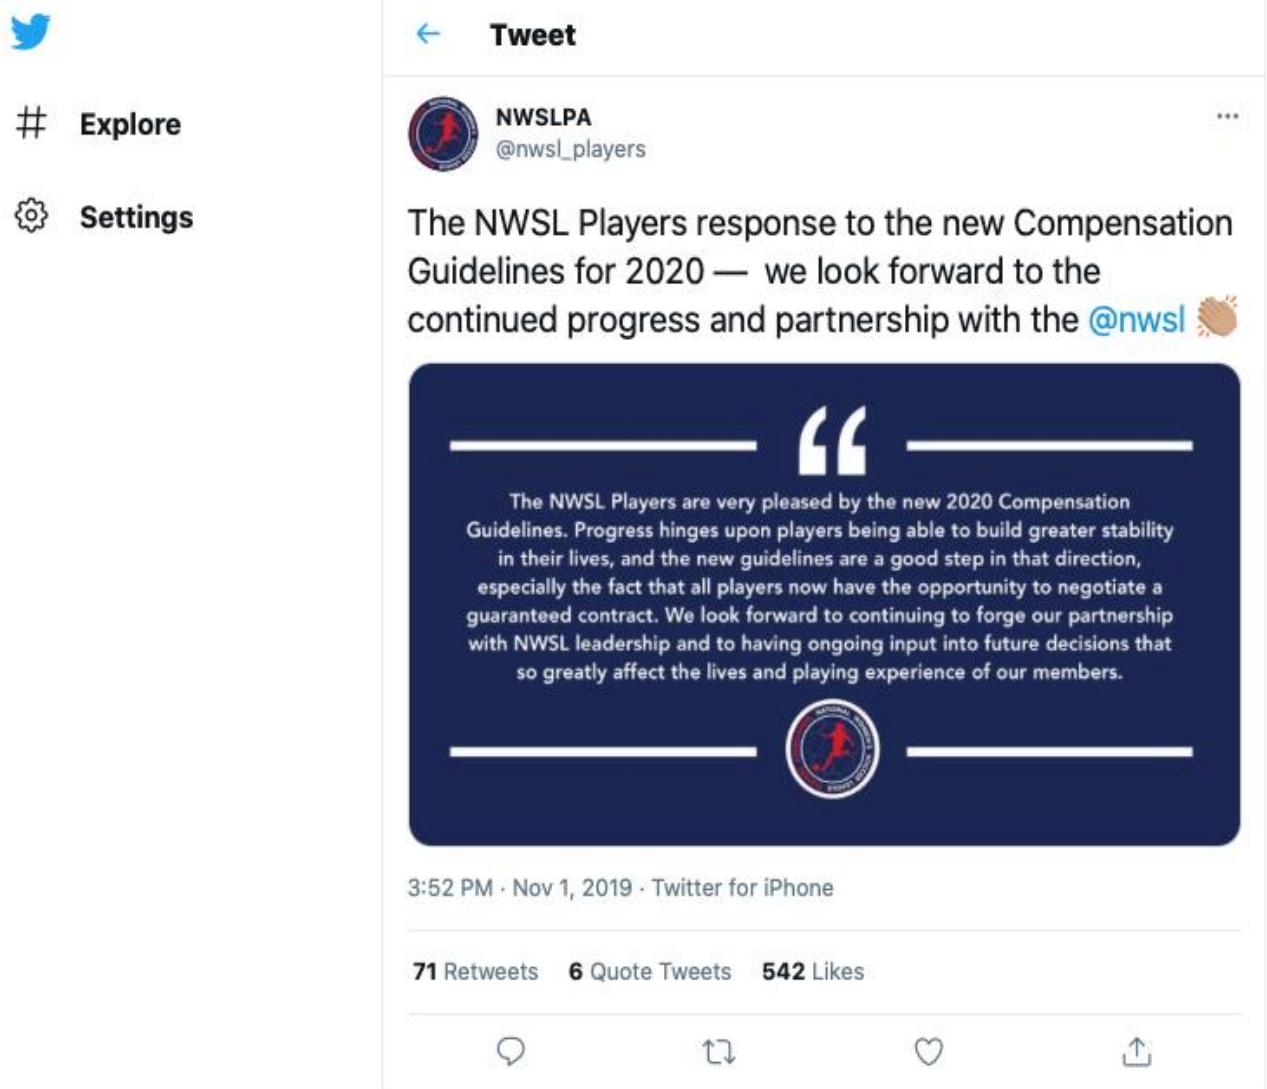 Tweet
Explore
Settings
NWSLPA
@nwsl_players
The NWSL Players response to the new Compensation
Guidelines for 2020 — we look forward to the
continued progress and partnership with the @nwsl 👏🏽
The NWSL Players are very pleased by the new 2020 Compensation
Guidelines. Progress hinges upon players being able to build greater stability
in their lives, and the new guidelines are a good step in that direction,
especially the fact that all players now have the opportunity to negotiate a
guaranteed contract. We look forward to continuing to forge our partnership
with NWSL leadership and to having ongoing input into future decisions that
so greatly affect the lives and playing experience of our members.
3:52 PM · Nov 1, 2019 · Twitter for iPhone
71 Retweets 6 Quote Tweets 542 Likes